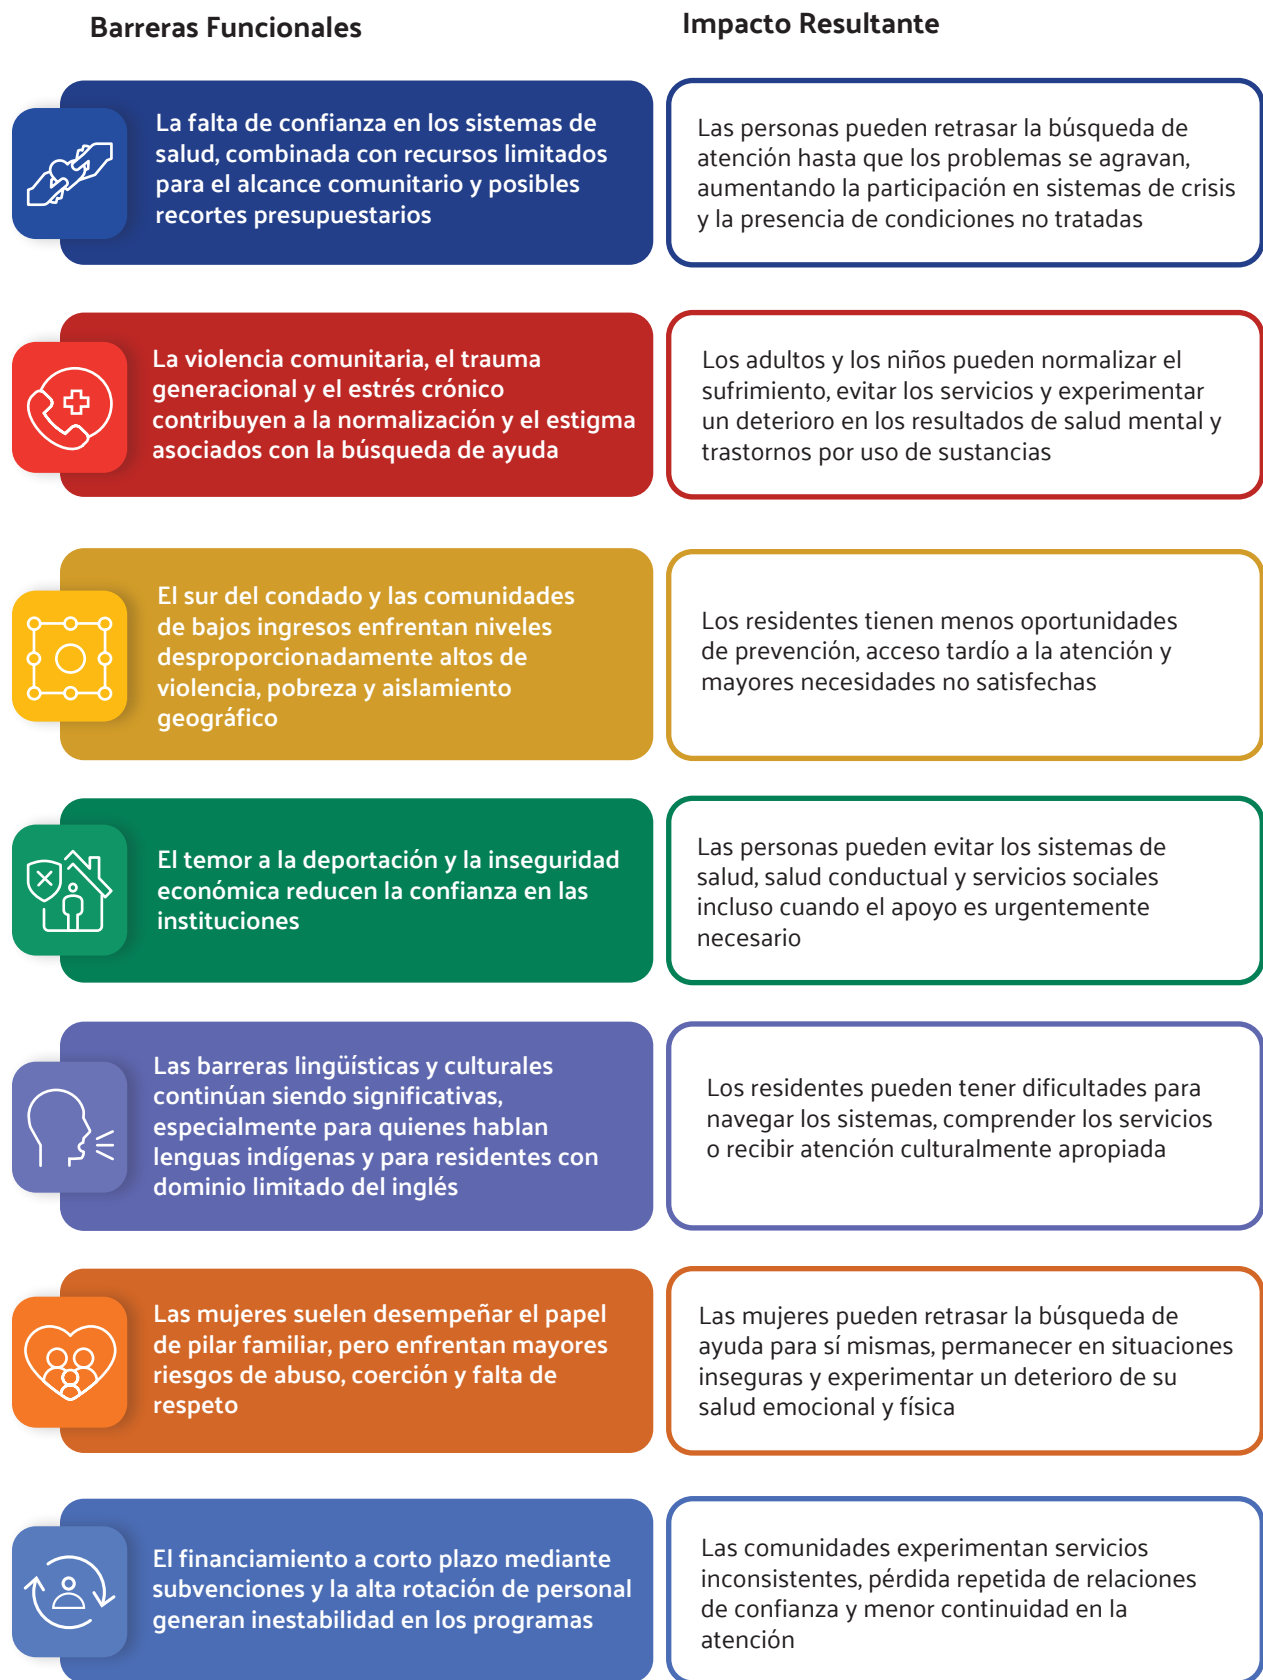 Barreras Funcionales
Impacto Resultante
La falta de confianza en los sistemas de
salud, combinada con recursos limitados
para el alcance comunitario y posibles
recortes presupuestarios
Las personas pueden retrasar la búsqueda de
atención hasta que los problemas se agravan,
aumentando la participación en sistemas de crisis
y la presencia de condiciones no tratadas
La violencia comunitaria, el trauma
generacional y el estrés crónico
contribuyen a la normalización y el estigma
asociados con la búsqueda de ayuda
Los adultos y los niños pueden normalizar el
sufrimiento, evitar los servicios y experimentar
un deterioro en los resultados de salud mental y
trastornos por uso de sustancias
El sur del condado y las comunidades
de bajos ingresos enfrentan niveles
desproporcionadamente altos de
violencia, pobreza y aislamiento
geográfico
Los residentes tienen menos oportunidades
de prevención, acceso tardío a la atención y
mayores necesidades no satisfechas
El temor a la deportación y la inseguridad
económica reducen la confianza en las
instituciones
Las personas pueden evitar los sistemas de
salud, salud conductual y servicios sociales
incluso cuando el apoyo es urgentemente
necesario
Las barreras lingüísticas y culturales
continúan siendo significativas,
especialmente para quienes hablan
lenguas indígenas y para residentes con
dominio limitado del inglés
Los residentes pueden tener dificultades para
navegar los sistemas, comprender los servicios
o recibir atención culturalmente apropiada
Las mujeres suelen desempeñar el papel
de pilar familiar, pero enfrentan mayores
riesgos de abuso, coerción y falta de
respeto
Las mujeres pueden retrasar la búsqueda de
ayuda para sí mismas, permanecer en situaciones
inseguras y experimentar un deterioro de su
salud emocional y física
El financiamiento a corto plazo mediante
subvenciones y la alta rotación de personal
generan inestabilidad en los programas
Las comunidades experimentan servicios
inconsistentes, pérdida repetida de relaciones
de confianza y menor continuidad en la
atención